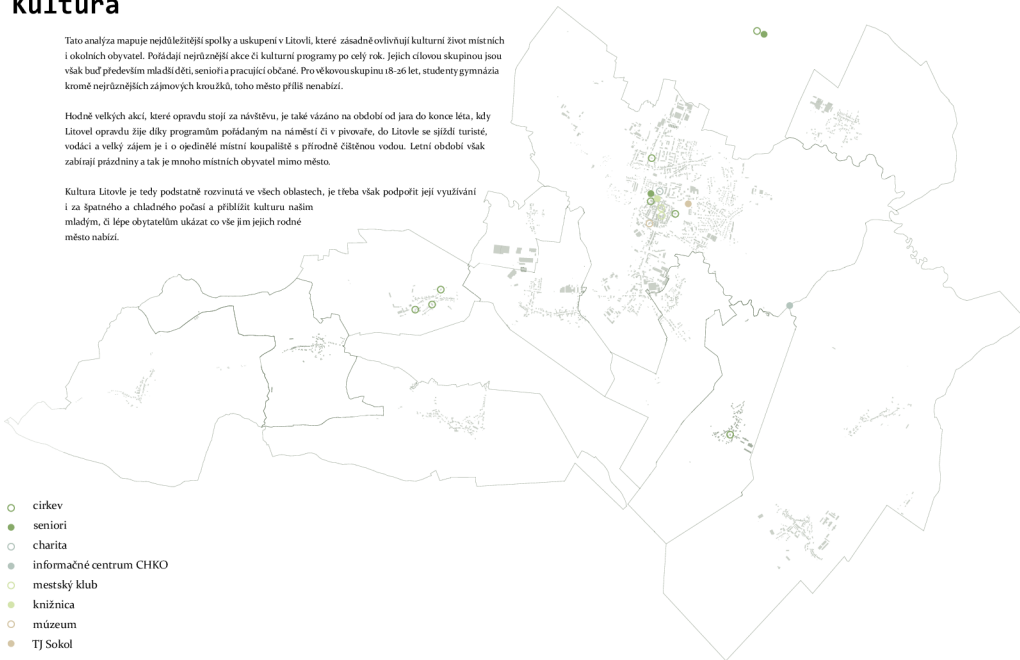 Kultura
Tato analýza mapuje nejdůležitější spolky a uskupení v Litovli, které zásadně ovlivňují kulturní život místních
i okolních obyvatel. Pořádají nejrůznější akce či kulturní programy po celý rok. Jejich cílovou skupinou jsou
však buď především mladší děti, senioři a pracující občané. Pro věkovou skupinu 18-26 let, studenty gymnázia
kromě nejrůznějších zájmových kroužků, toho město příliš nenabízí.
Hodně velkých akcí, které opravdu stojí za návštěvu, je také vázáno na období od jara do konce léta, kdy
Litovel opravdu žije díky programům pořádaným na náměstí či v pivovaře, do Litovle se sjíždí turisté,
vodáci a velký zájem je i o ojedinělé místní koupaliště s přírodně čištěnou vodou. Letní období však
zabírají prázdniny a tak je mnoho místních obyvatel mimo město.
Kultura Litovle je tedy podstatně rozvinutá ve všech oblastech, je třeba však podpořit její využívání
i za špatného a chladného počasí a přiblížit kulturu našim
mladým, či lépe obyvatelům ukázat co vše jim jejich rodné
město nabízí.
cirkev
seniori
charita
informačné centrum CHKO
mestský klub
knižnica
múzeum
TJ Sokol